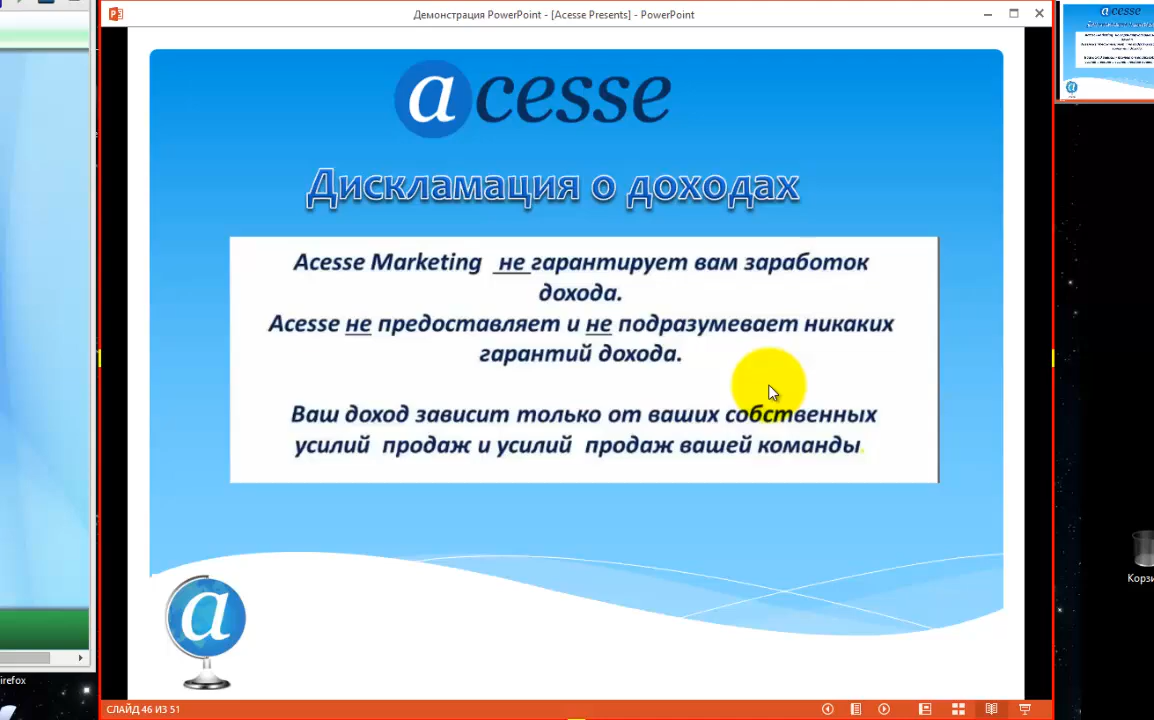 Демонстрация PowerPoint - [Acesse Presents] - PowerPoint
acesse
Дискламация о доходах
Acesse Marketing не гарантирует вам заработок
дохода.
Acesse не предоставляет и не подразумевает никаких
гарантий дохода.
Ваш доход зависит только от ваших собственных
усилий продаж и усилий продаж вашей команды.
a
СЛАЙД 46 ИЗ 51
irefox
Корзи
acesse